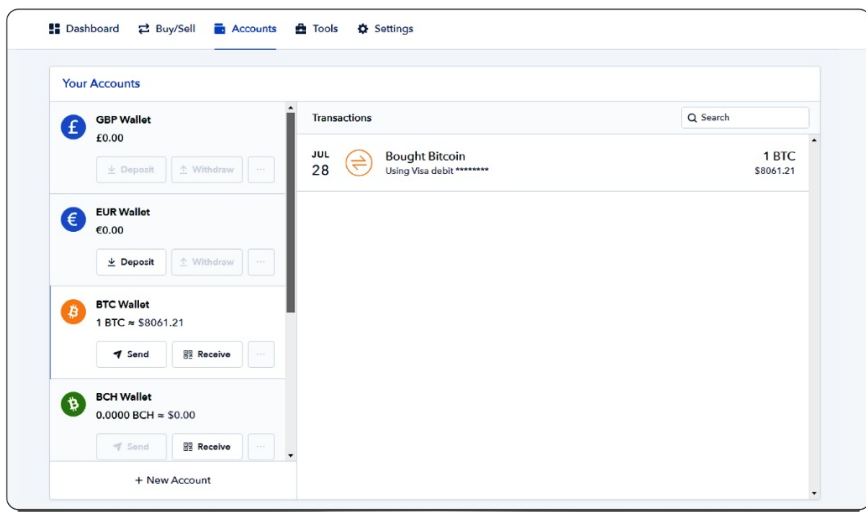 Dashboard Buy/Sell Accounts Tools Settings
Your Accounts
GBP Wallet
£0.00
Deposit Withdraw ...
EUR Wallet
€0.00
Deposit Withdraw ...
BTC Wallet
1 BTC ≈ $8061.21
Send Receive ...
BCH Wallet
0.0000 BCH ≈ $0.00
Send Receive ...
+ New Account
Transactions Search
JUL
28
Bought Bitcoin 1 BTC
Using Visa debit ******** $8061.21